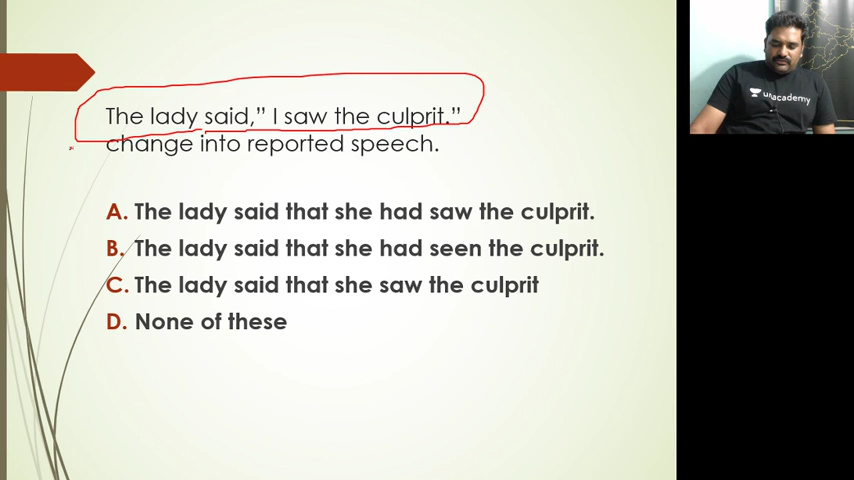 The lady said,” I saw the culprit.”
change into reported speech.
A. The lady said that she had saw the culprit.
B. The lady said that she had seen the culprit.
C. The lady said that she saw the culprit
D. None of these
unacademy